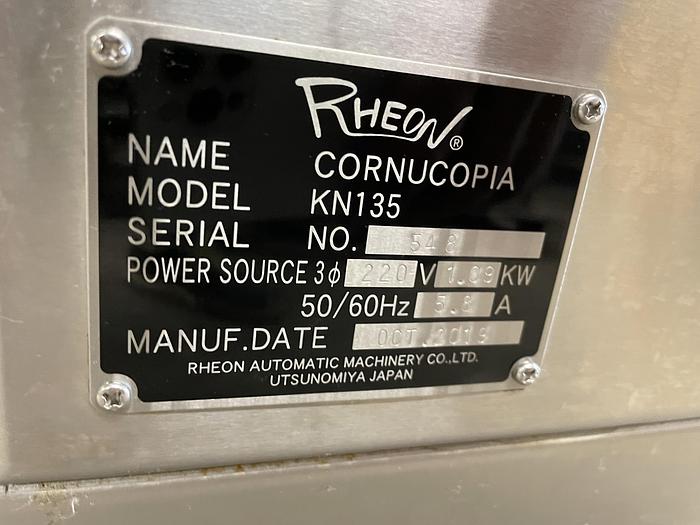 RHEON®
NAME CORNUCOPIA
MODEL KN135
SERIAL NO. 548
POWER SOURCE 3ϕ 220 V 1.09 KW
50/60Hz 5.8 A
MANUF.DATE OCT.2019
RHEON AUTOMATIC MACHINERY CO.,LTD.
UTSUNOMIYA JAPAN